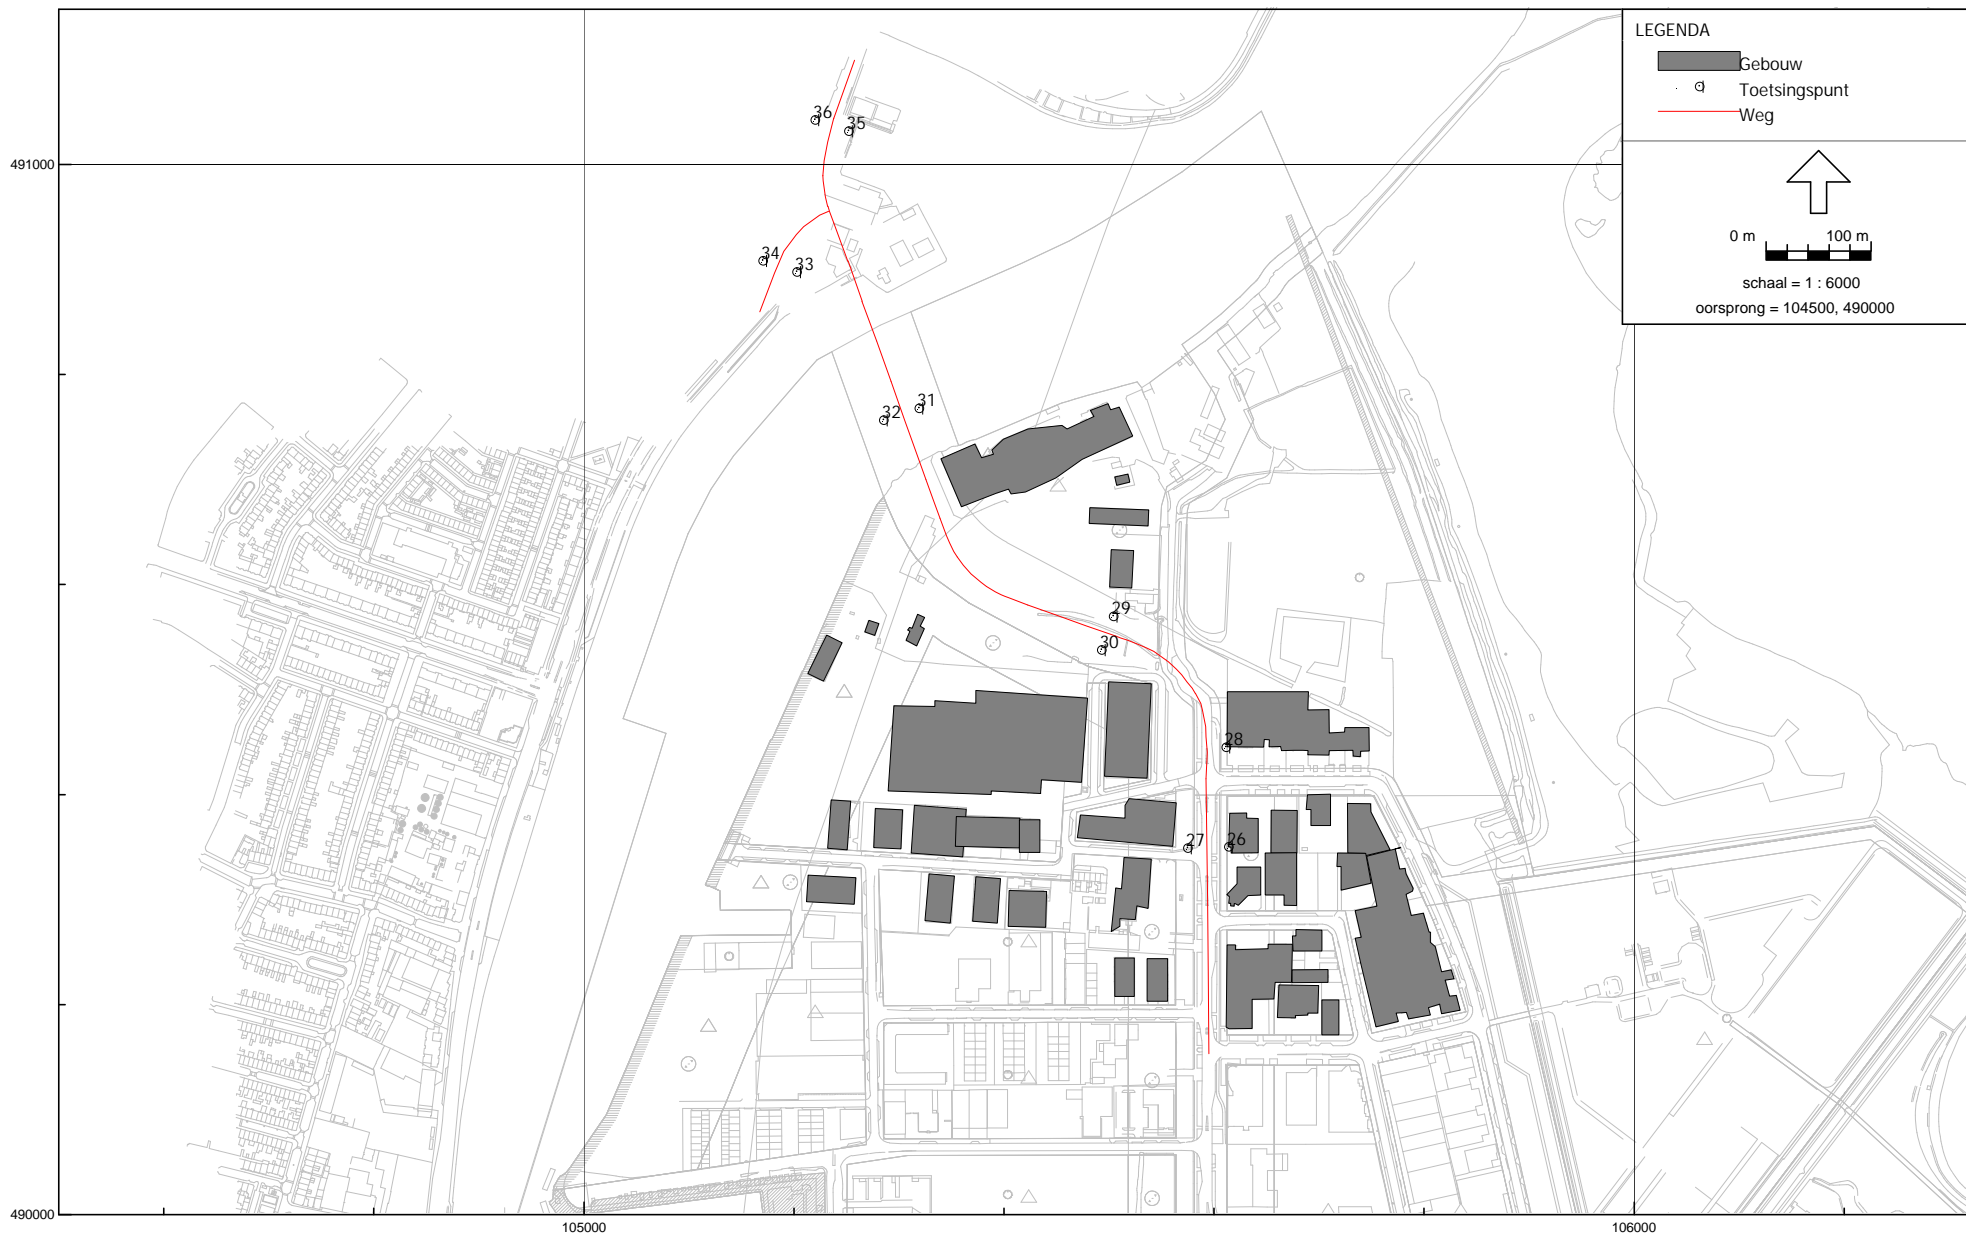 LEGENDA
Gebouw
Toetsingspunt
Weg
0 m 100 m
schaal = 1 : 6000
oorsprong = 104500, 490000
36
35
491000
34
33
31
32
29
30
28
27
26
490000
105000
106000